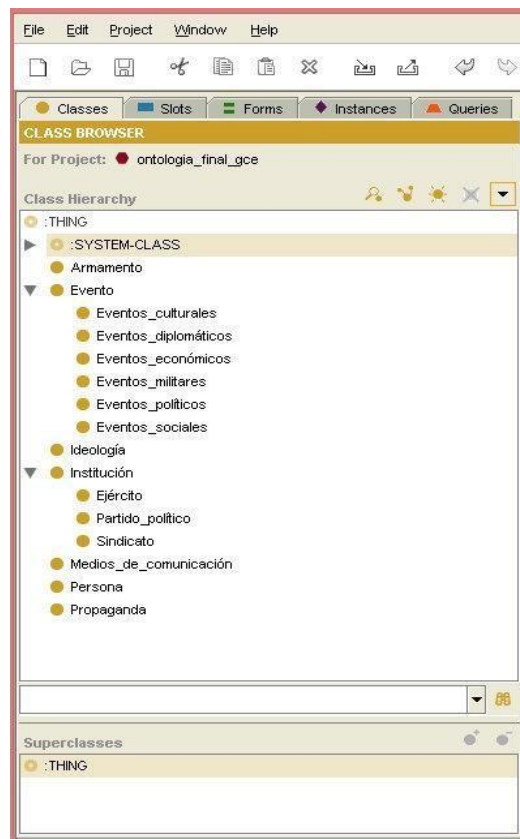 File Edit Project Window Help
Classes Slots Forms Instances Queries
CLASS BROWSER
For Project: ontologia_final_gce
Class Hierarchy
:THING
:SYSTEM-CLASS
Armamento
Evento
Eventos_culturales
Eventos_diplomáticos
Eventos_económicos
Eventos_militares
Eventos_políticos
Eventos_sociales
Ideología
Institución
Ejército
Partido_político
Sindicato
Medios_de_comunicación
Persona
Propaganda
Superclasses
:THING